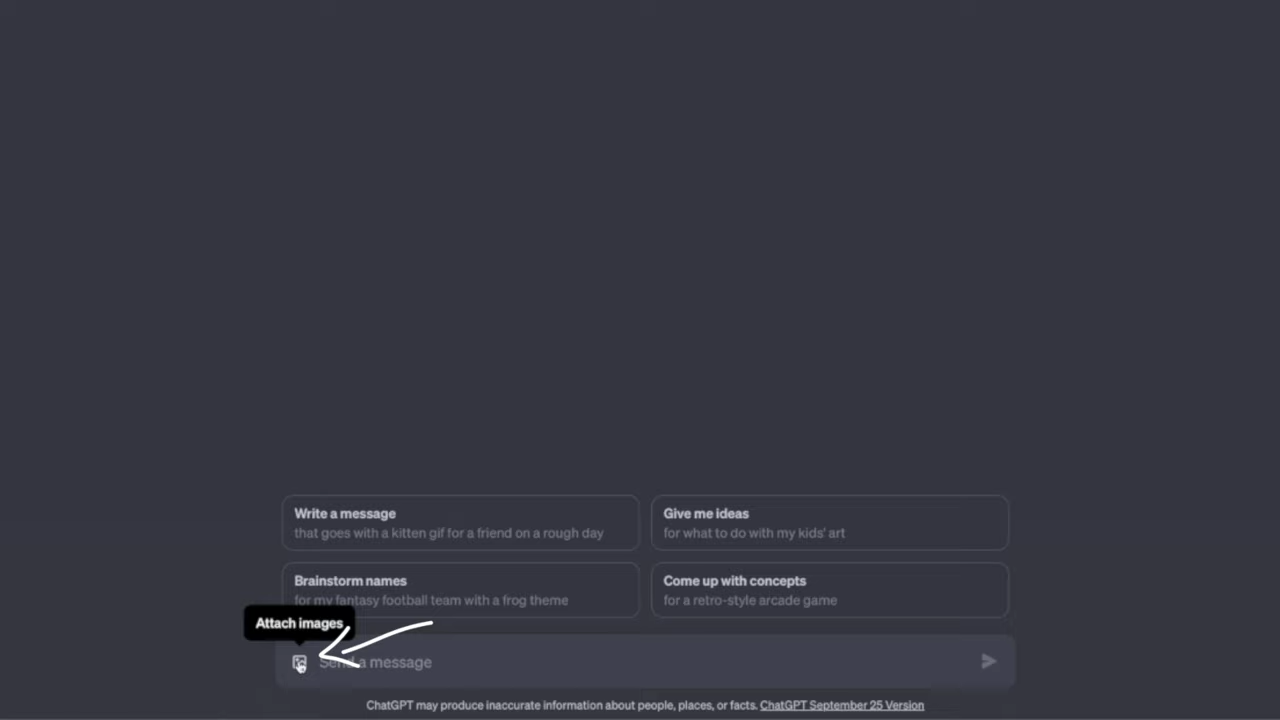 Write a message
that goes with a kitten gif for a friend on a rough day
Give me ideas
for what to do with my kids' art
Brainstorm names
for my fantasy football team with a frog theme
Come up with concepts
for a retro-style arcade game
Attach images
Send a message
ChatGPT may produce inaccurate information about people, places, or facts. ChatGPT September 25 Version